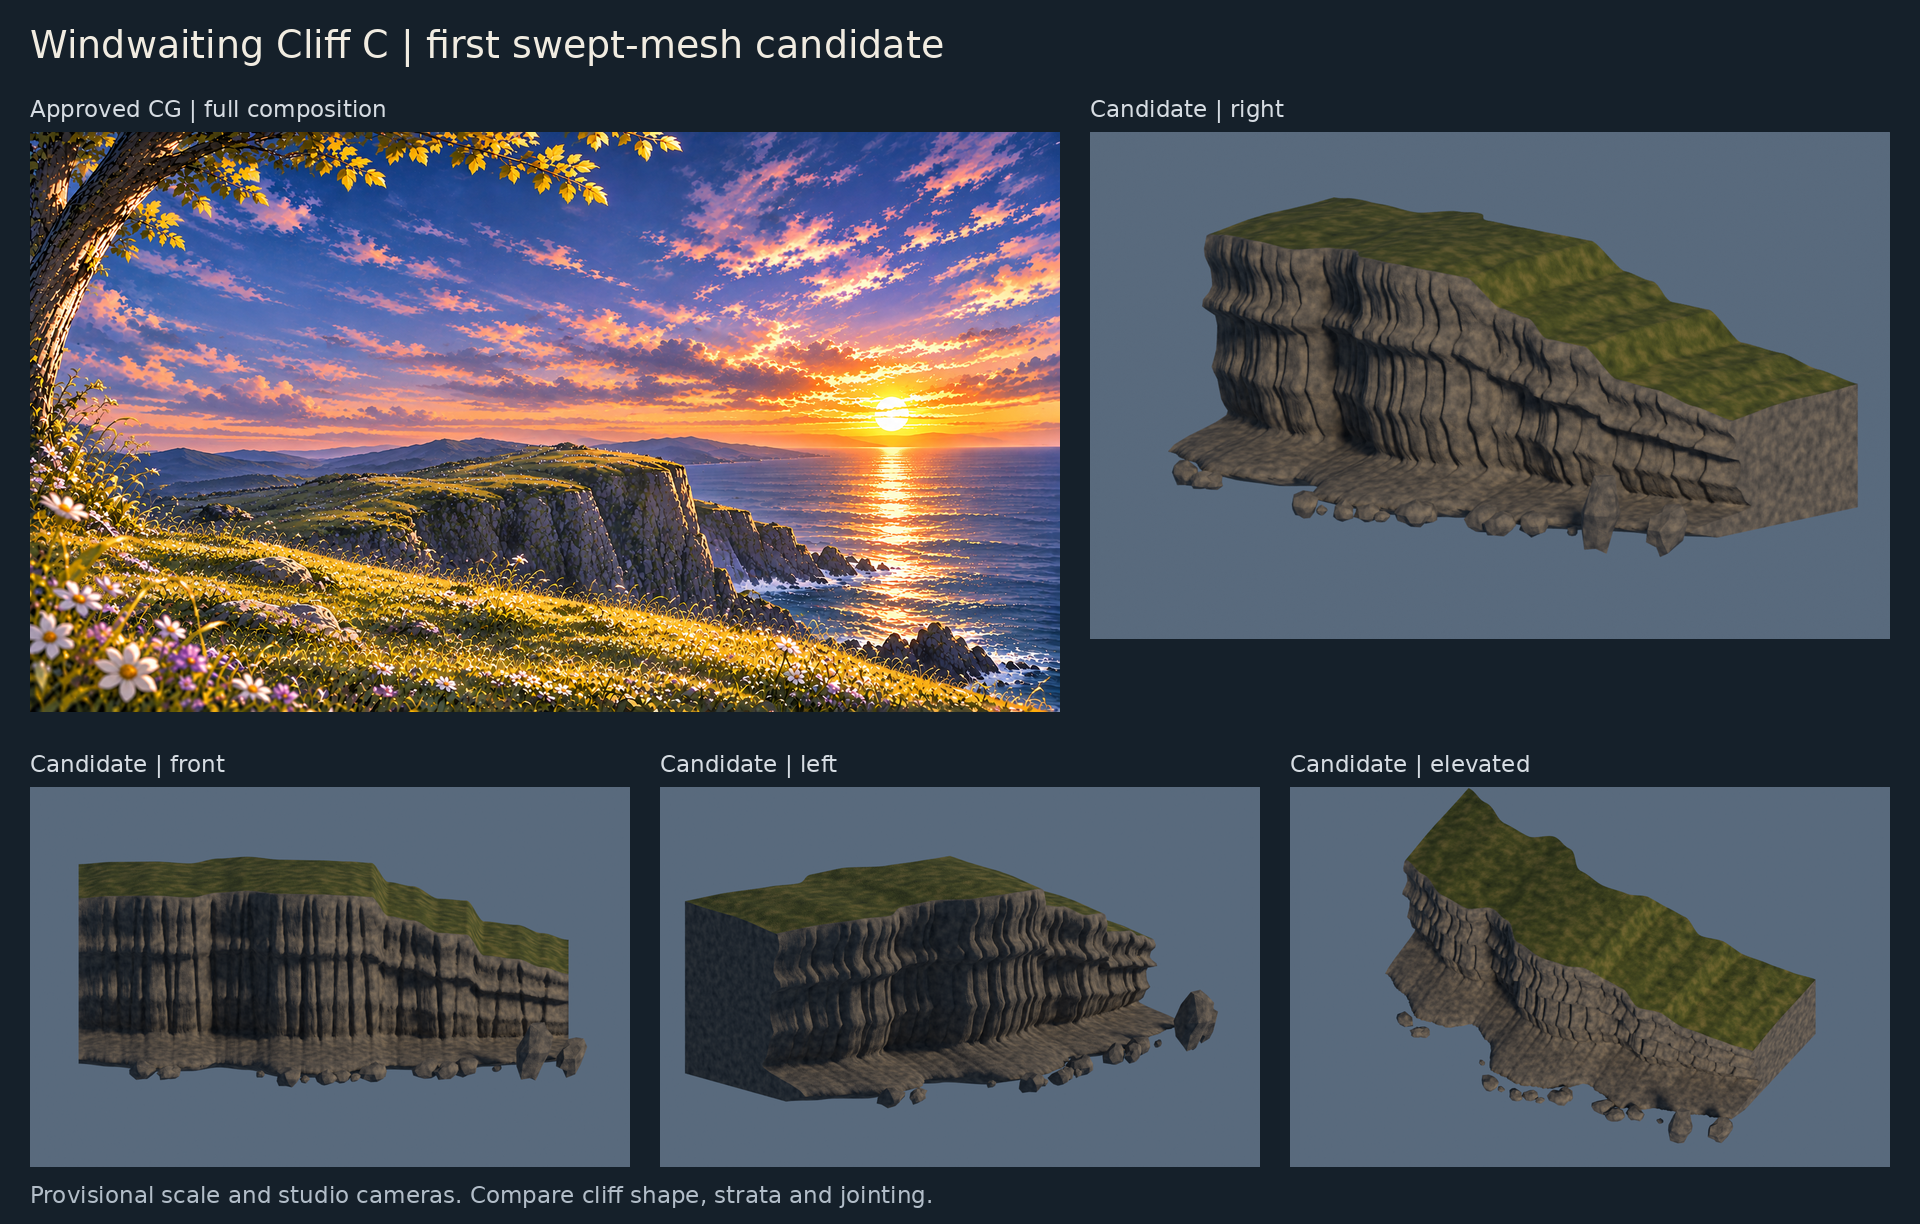 Windwaiting Cliff C | first swept-mesh candidate
Approved CG | full composition
Candidate | right
Candidate | front
Candidate | left
Candidate | elevated
Provisional scale and studio cameras. Compare cliff shape, strata and jointing.